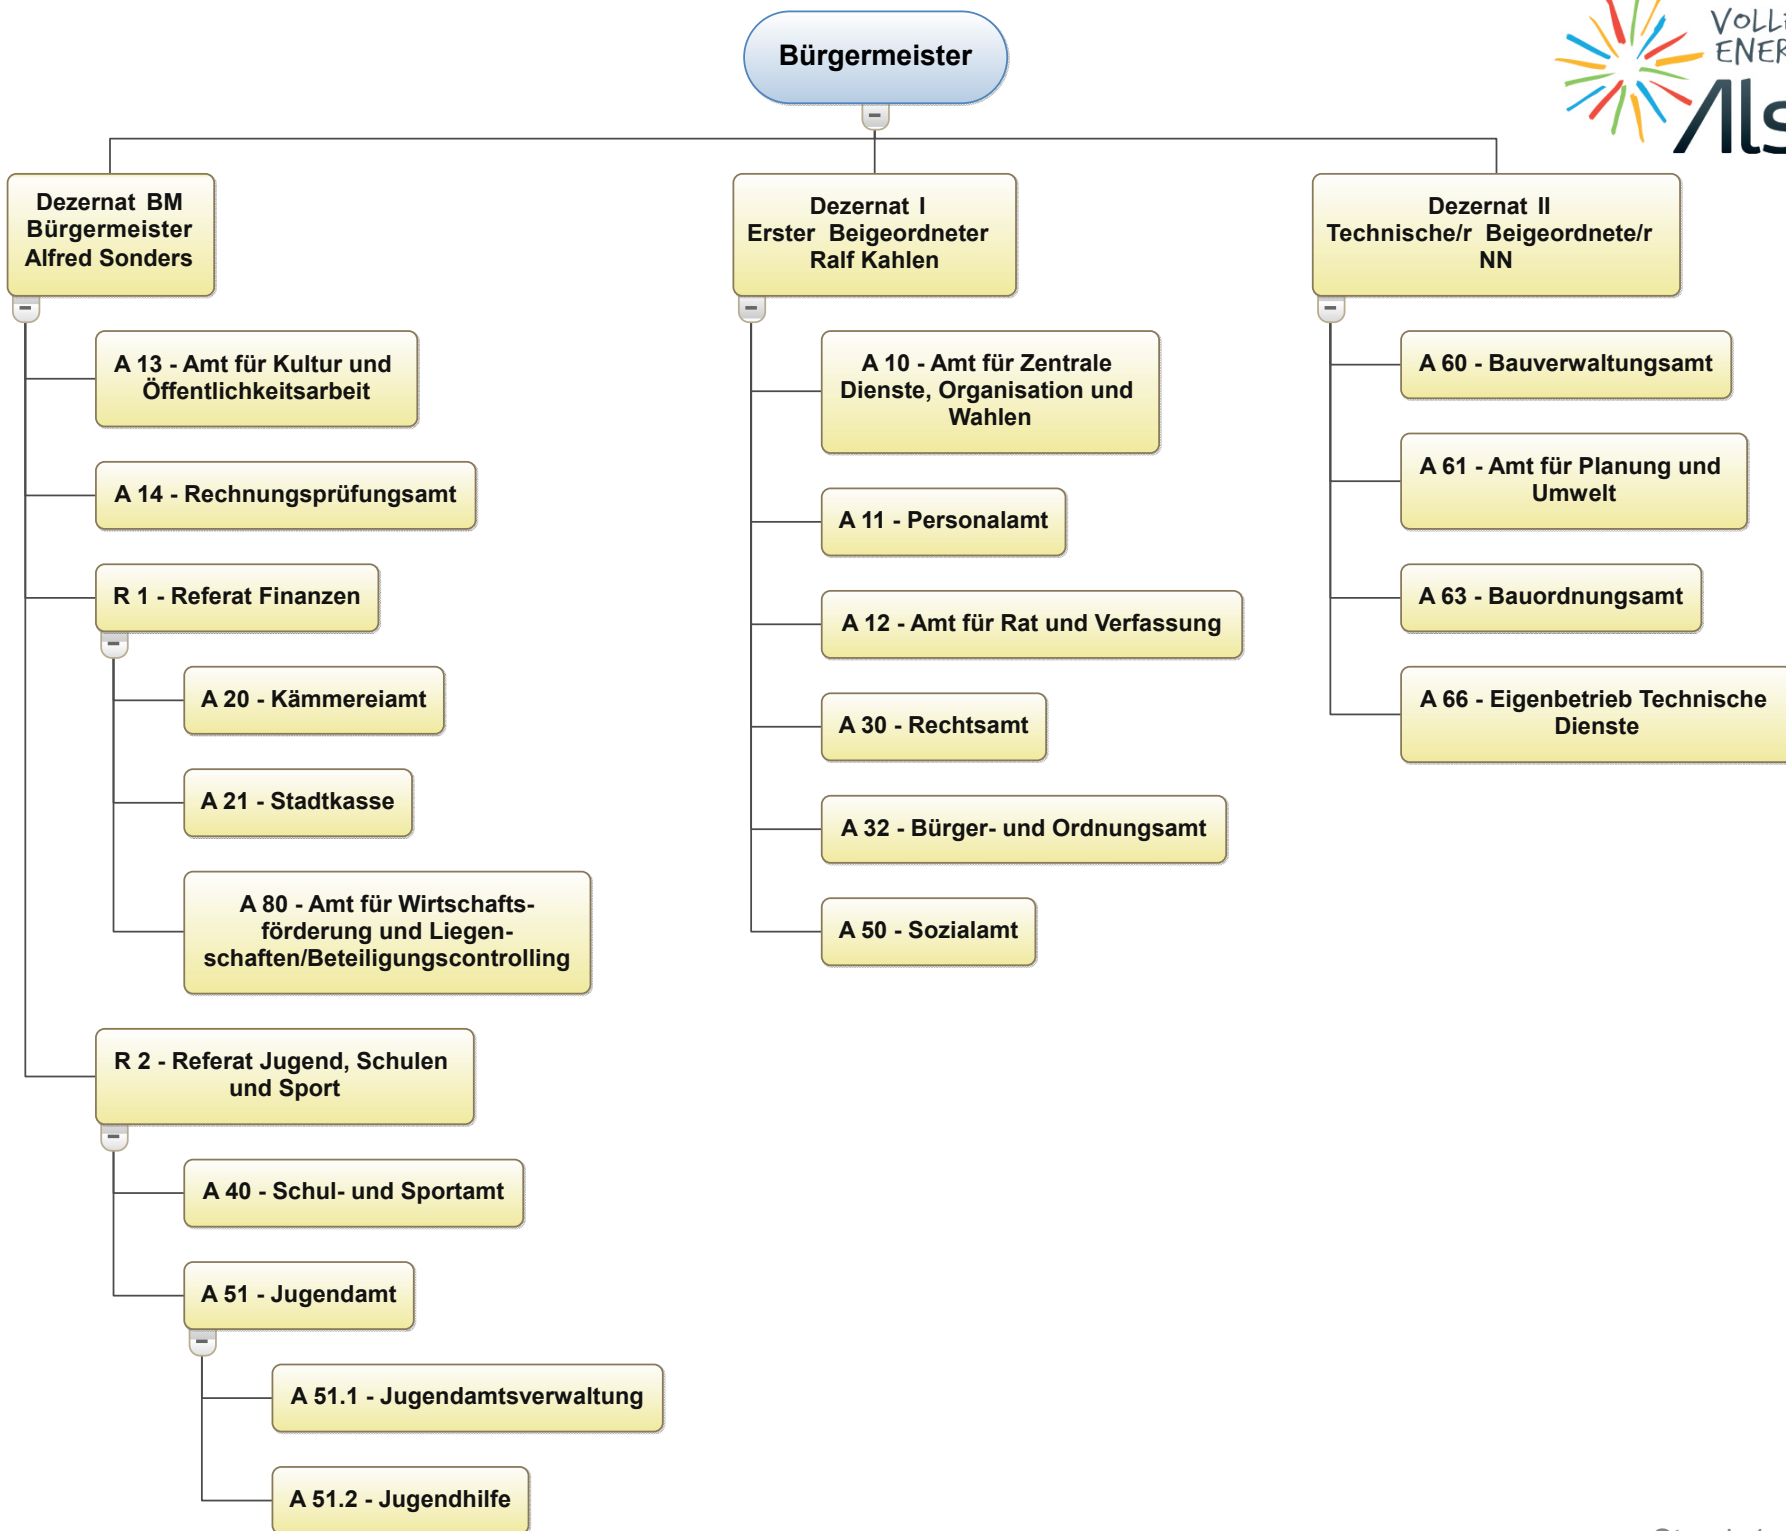 Bürgermeister
VOLLE
ENER
Als
Dezernat BM
Bürgermeister
Alfred Sonders
A 13 - Amt für Kultur und
Öffentlichkeitsarbeit
A 14 - Rechnungsprüfungsamt
R 1 - Referat Finanzen
A 20 - Kämmereiamt
A 21 - Stadtkasse
A 80 - Amt für Wirtschafts-
förderung und Liegen-
schaften/Beteiligungscontrolling
R 2 - Referat Jugend, Schulen
und Sport
A 40 - Schul- und Sportamt
A 51 - Jugendamt
A 51.1 - Jugendamtsverwaltung
A 51.2 - Jugendhilfe
Dezernat I
Erster Beigeordneter
Ralf Kahlen
A 10 - Amt für Zentrale
Dienste, Organisation und
Wahlen
A 11 - Personalamt
A 12 - Amt für Rat und Verfassung
A 30 - Rechtsamt
A 32 - Bürger- und Ordnungsamt
A 50 - Sozialamt
Dezernat II
Technische/r Beigeordnete/r
NN
A 60 - Bauverwaltungsamt
A 61 - Amt für Planung und
Umwelt
A 63 - Bauordnungsamt
A 66 - Eigenbetrieb Technische
Dienste